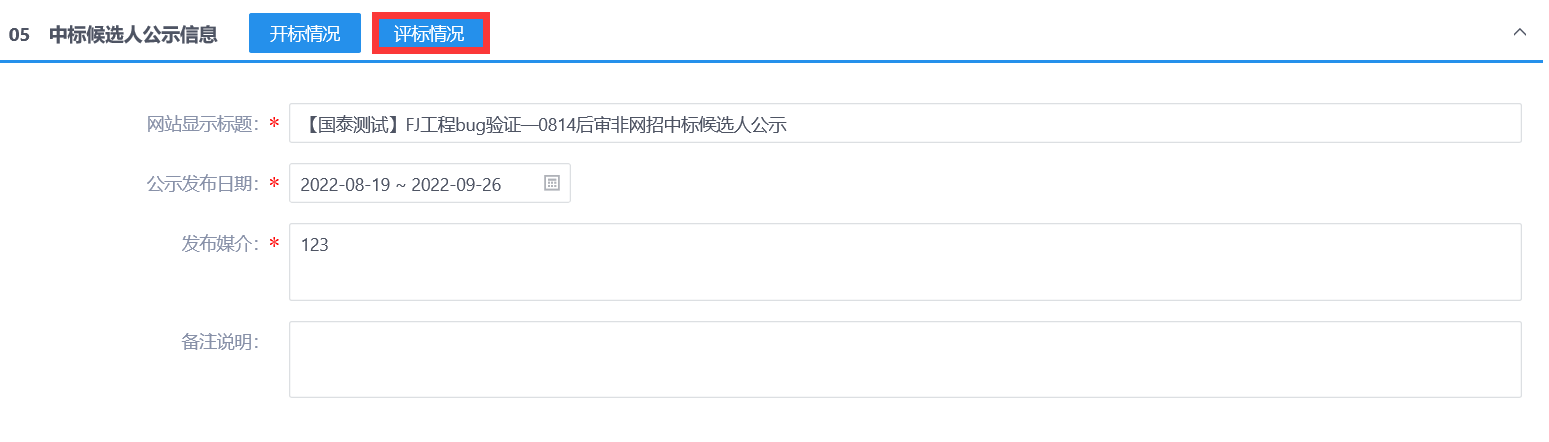 05 中标候选人公示信息 开标情况 评标情况
网站显示标题：* 【国泰测试】FJ工程bug验证—0814后审非网招中标候选人公示
公示发布日期：* 2022-08-19 ~ 2022-09-26
发布媒介：* 123
备注说明：